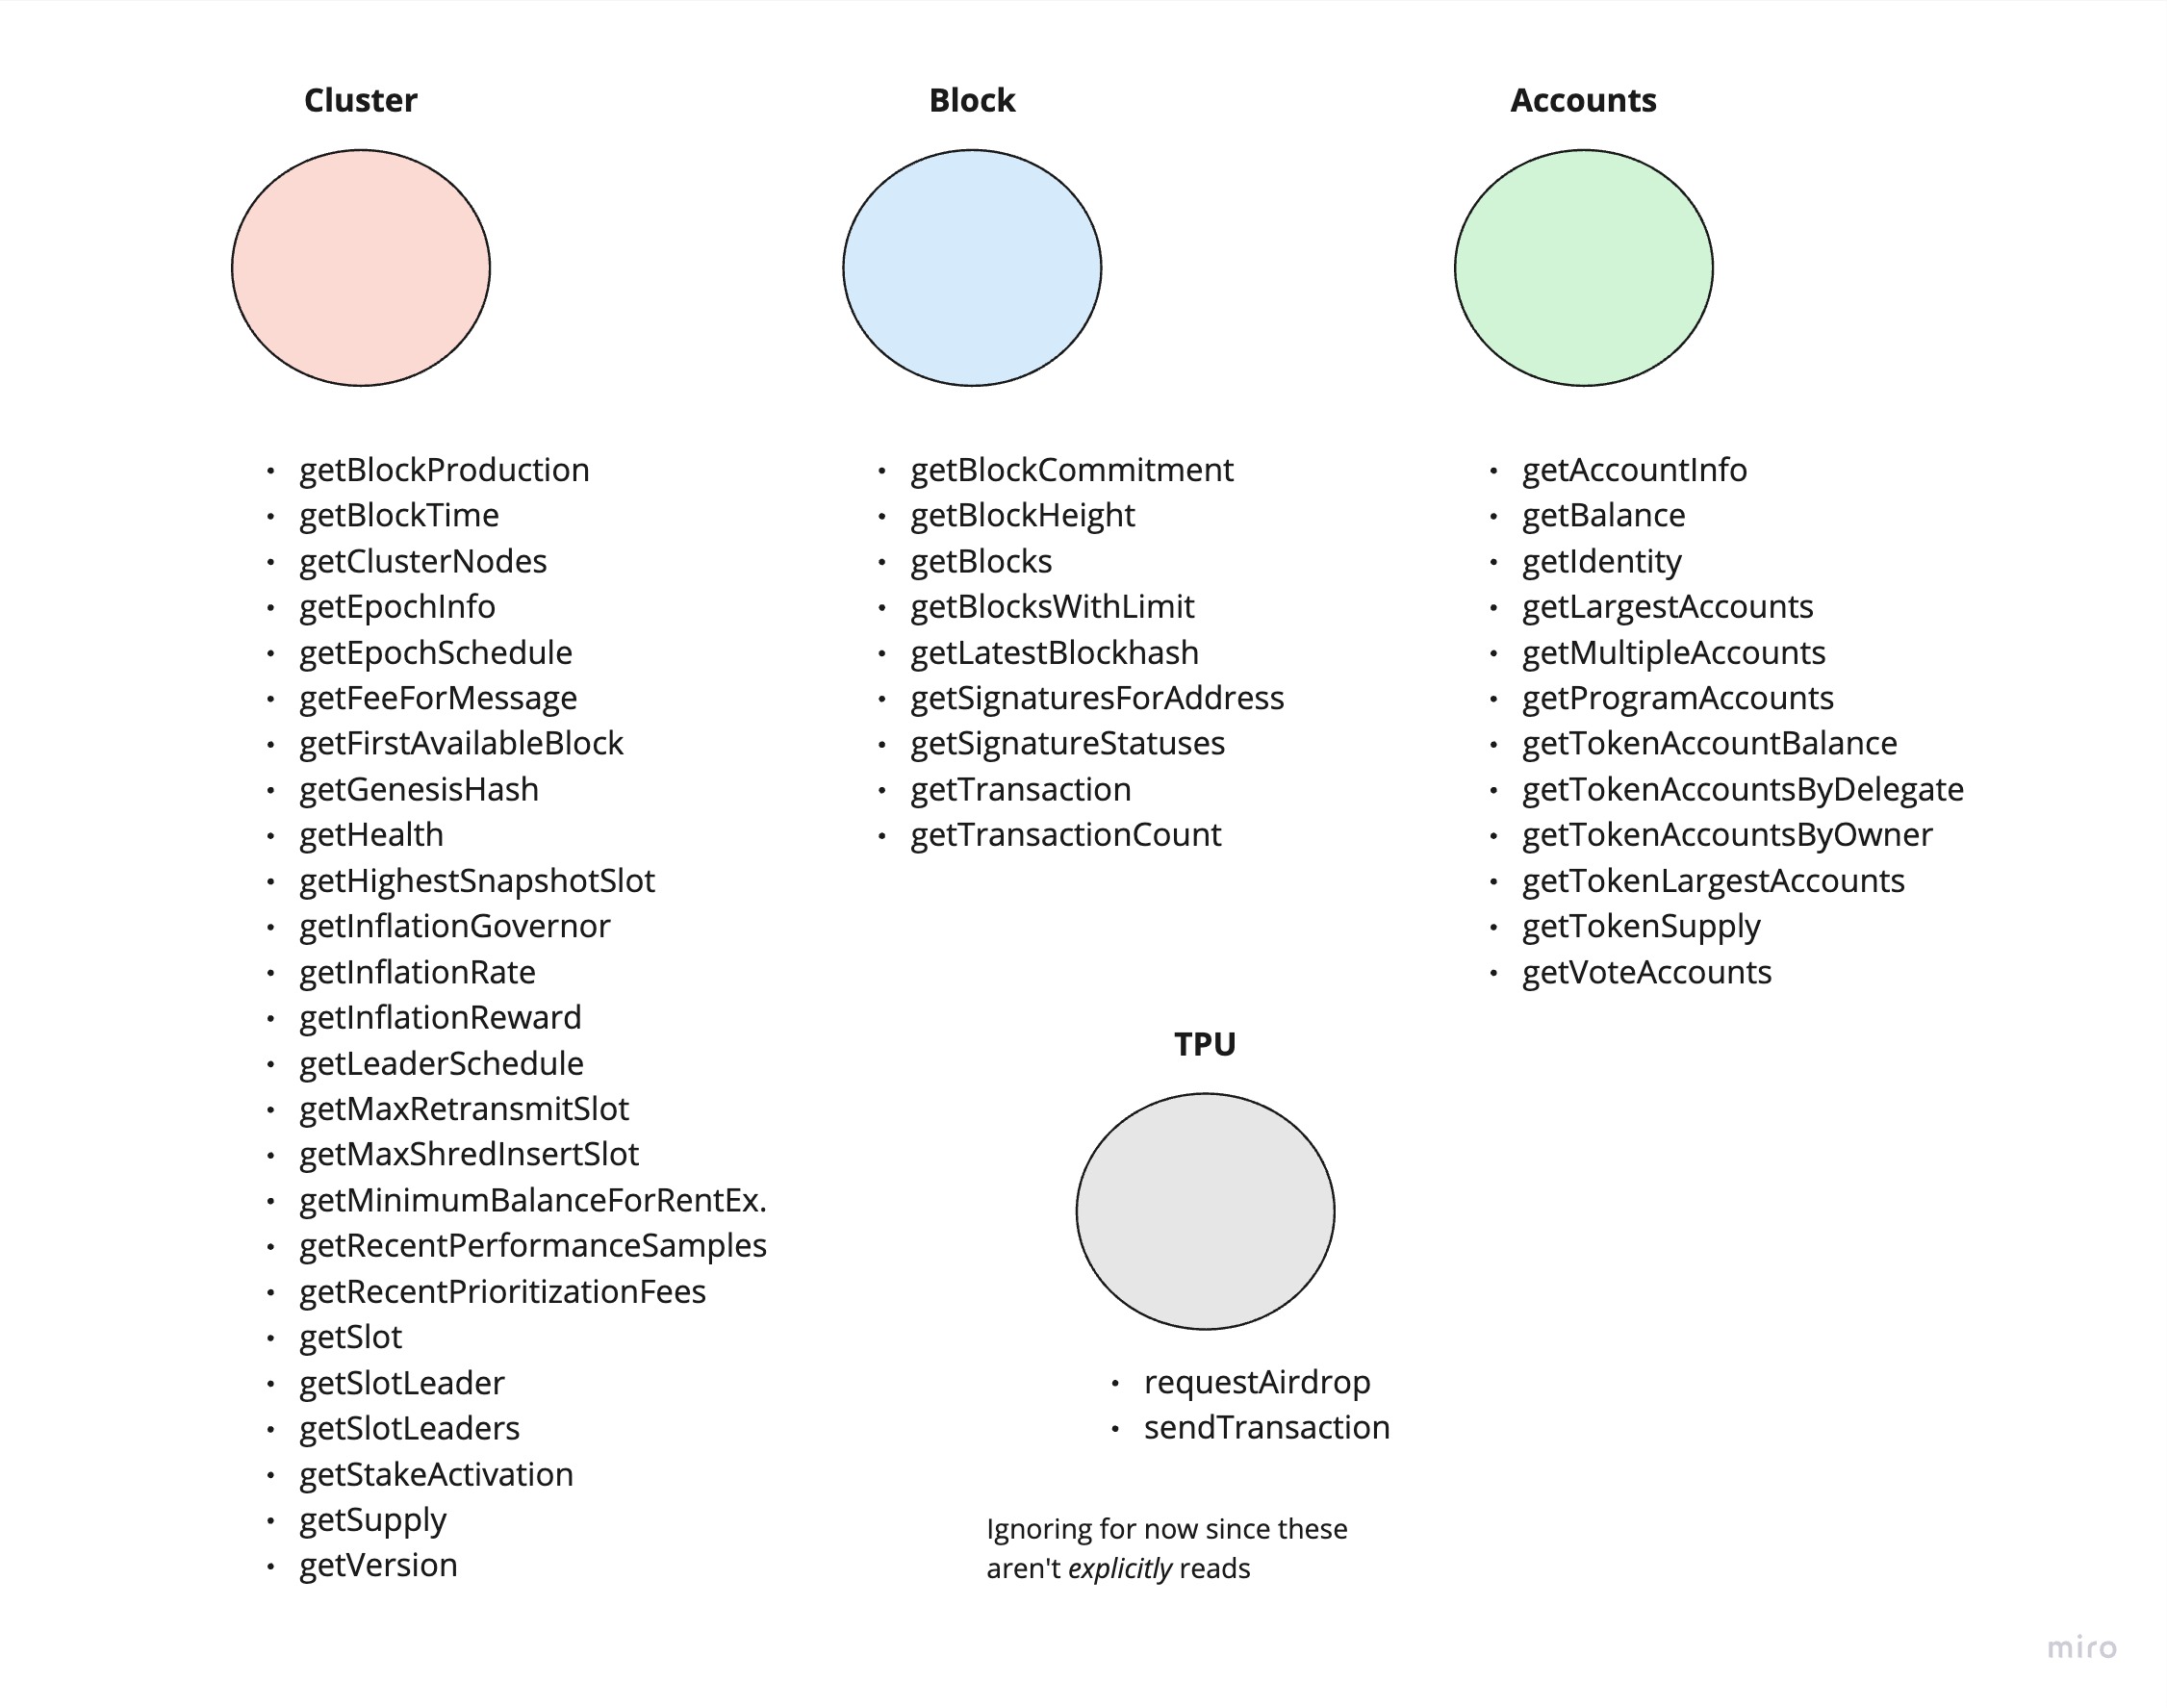 Cluster
• getBlockProduction
• getBlockTime
• getClusterNodes
• getEpochInfo
• getEpochSchedule
• getFeeForMessage
• getFirstAvailableBlock
• getGenesisHash
• getHealth
• getHighestSnapshotSlot
• getInflationGovernor
• getInflationRate
• getInflationReward
• getLeaderSchedule
• getMaxRetransmitSlot
• getMaxShredInsertSlot
• getMinimumBalanceForRentEx.
• getRecentPerformanceSamples
• getRecentPrioritizationFees
• getSlot
• getSlotLeader
• getSlotLeaders
• getStakeActivation
• getSupply
• getVersion
Block
• getBlockCommitment
• getBlockHeight
• getBlocks
• getBlocksWithLimit
• getLatestBlockhash
• getSignaturesForAddress
• getSignatureStatuses
• getTransaction
• getTransactionCount
Accounts
• getAccountInfo
• getBalance
• getIdentity
• getLargestAccounts
• getMultipleAccounts
• getProgramAccounts
• getTokenAccountBalance
• getTokenAccountsByDelegate
• getTokenAccountsByOwner
• getTokenLargestAccounts
• getTokenSupply
• getVoteAccounts
TPU
• requestAirdrop
• sendTransaction
Ignoring for now since these
aren't explicitly reads
miro